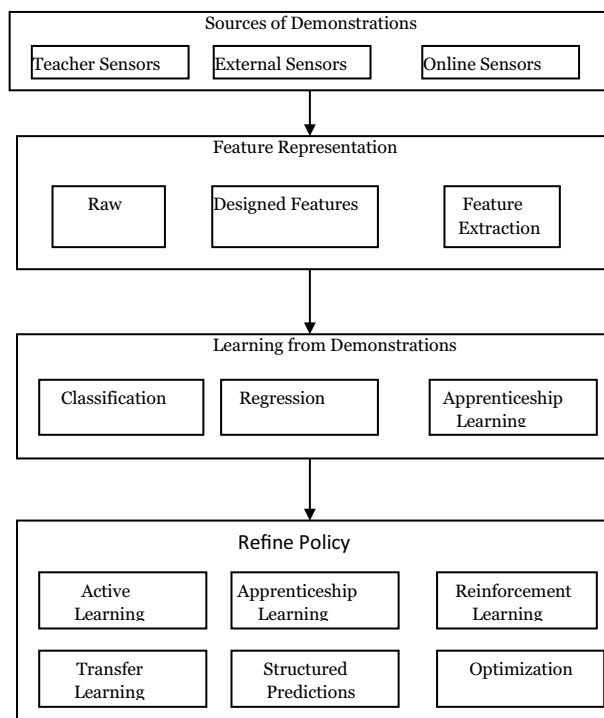 Sources of Demonstrations
Teacher Sensors
External Sensors
Online Sensors
Feature Representation
Raw
Designed Features
Feature
Extraction
Learning from Demonstrations
Classification
Regression
Apprenticeship
Learning
Refine Policy
Active
Learning
Apprenticeship
Learning
Reinforcement
Learning
Transfer
Learning
Structured
Predictions
Optimization